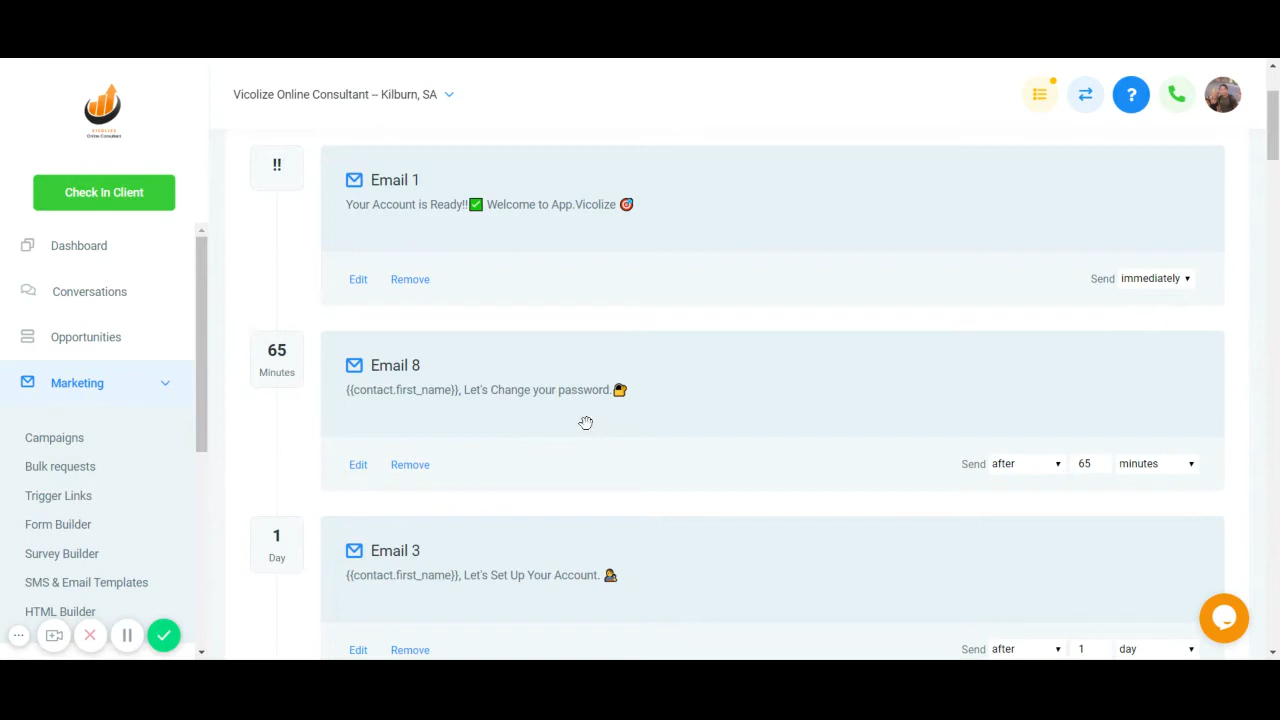 VICOLIZE
Online Consultant
Vicolize Online Consultant – Kilburn, SA
?
Check In Client
Dashboard
Conversations
Opportunities
Marketing
Campaigns
Bulk requests
Trigger Links
Form Builder
Survey Builder
SMS & Email Templates
HTML Builder
!!
Email 1
Your Account is Ready!!✅ Welcome to App.Vicolize 🎯
Edit Remove
Send immediately
65
Minutes
Email 8
{{contact.first_name}}, Let's Change your password.🔐
Edit Remove
Send after 65 minutes
1
Day
Email 3
{{contact.first_name}}, Let's Set Up Your Account. 👩‍💼
Edit Remove
Send after 1 day